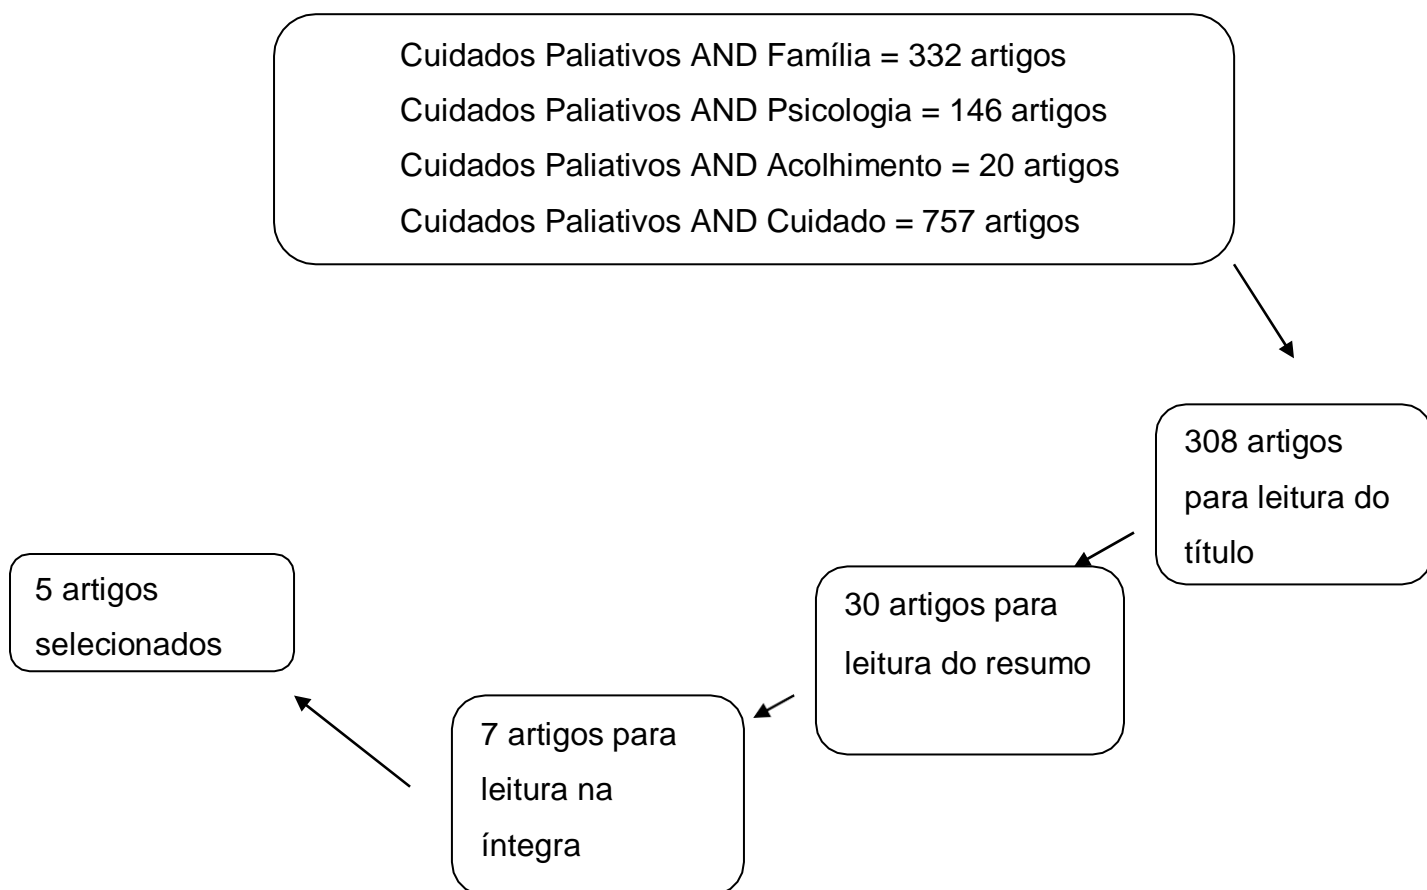 Cuidados Paliativos AND Família = 332 artigos
Cuidados Paliativos AND Psicologia = 146 artigos
Cuidados Paliativos AND Acolhimento = 20 artigos
Cuidados Paliativos AND Cuidado = 757 artigos
308 artigos
para leitura do
título
30 artigos para
leitura do resumo
7 artigos para
leitura na
íntegra
5 artigos
selecionados